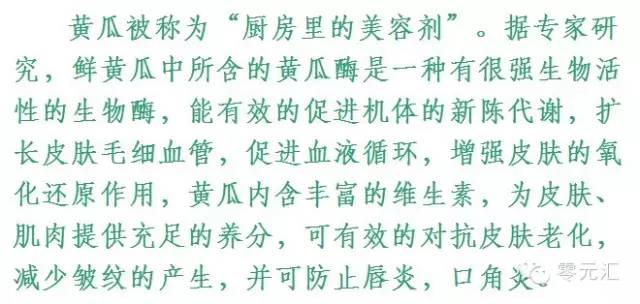 黄瓜被称为“厨房里的美容剂”。据专家研
究，鲜黄瓜中所含的黄瓜酶是一种有很强生物活
性的生物酶，能有效的促进机体的新陈代谢，扩
长皮肤毛细血管，促进血液循环，增强皮肤的氧
化还原作用，黄瓜内含丰富的维生素，为皮肤、
肌肉提供充足的养分，可有效的对抗皮肤老化，
减少皱纹的产生，并可防止唇炎，口角炎。
零元汇